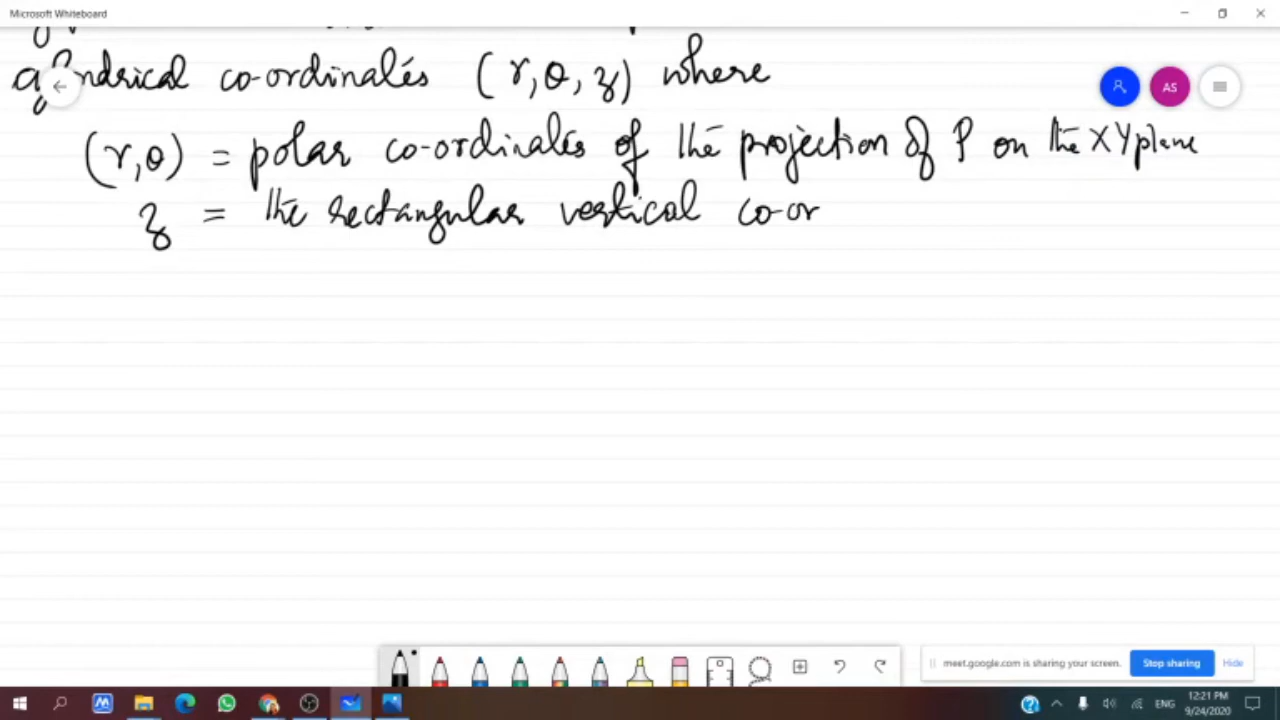 Microsoft Whiteboard
cylindrical co-ordinates (r, θ, z) where
(r, θ) = polar co-ordinates of the projection of P on the XY plane
z = the rectangular vertical co-or
AS
meet.google.com is sharing your screen.
Stop sharing
Hide
12:21 PM
ENG
9/24/2020